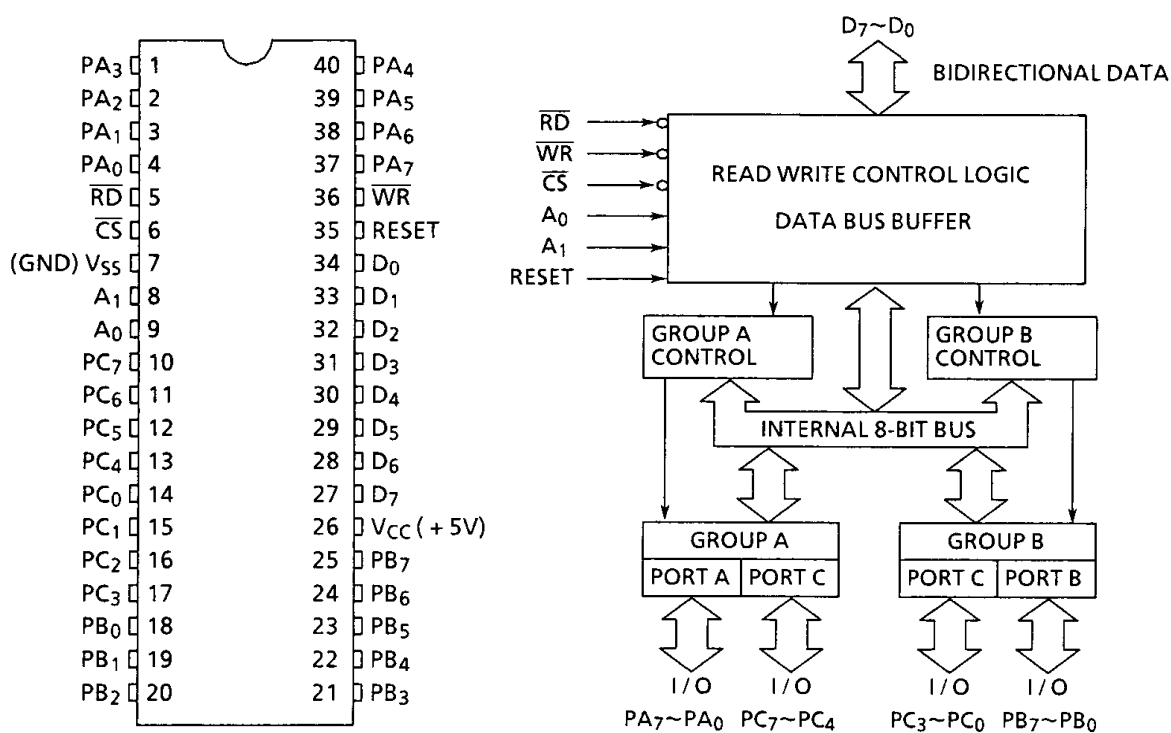 PA3 1 40 PA4
PA2 2 39 PA5
PA1 3 38 PA6
PA0 4 37 PA7
R̅D̅ 5 36 W̅R̅
C̅S̅ 6 35 RESET
(GND) VSS 7 34 D0
A1 8 33 D1
A0 9 32 D2
PC7 10 31 D3
PC6 11 30 D4
PC5 12 29 D5
PC4 13 28 D6
PC0 14 27 D7
PC1 15 26 VCC (+5V)
PC2 16 25 PB7
PC3 17 24 PB6
PB0 18 23 PB5
PB1 19 22 PB4
PB2 20 21 PB3
D7~D0
BIDIRECTIONAL DATA
R̅D̅
W̅R̅
C̅S̅
A0
A1
RESET
READ WRITE CONTROL LOGIC
DATA BUS BUFFER
GROUP A
CONTROL
GROUP B
CONTROL
INTERNAL 8-BIT BUS
GROUP A
PORT A PORT C
GROUP B
PORT C PORT B
I/O I/O I/O I/O
PA7~PA0 PC7~PC4 PC3~PC0 PB7~PB0